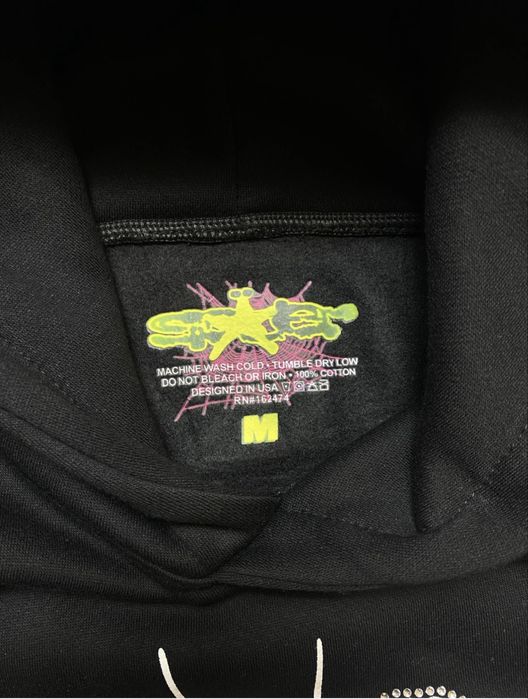 MACHINE WASH COLD • TUMBLE DRY LOW
DO NOT BLEACH OR IRON • 100% COTTON
DESIGNED IN USA
RN#162474
M